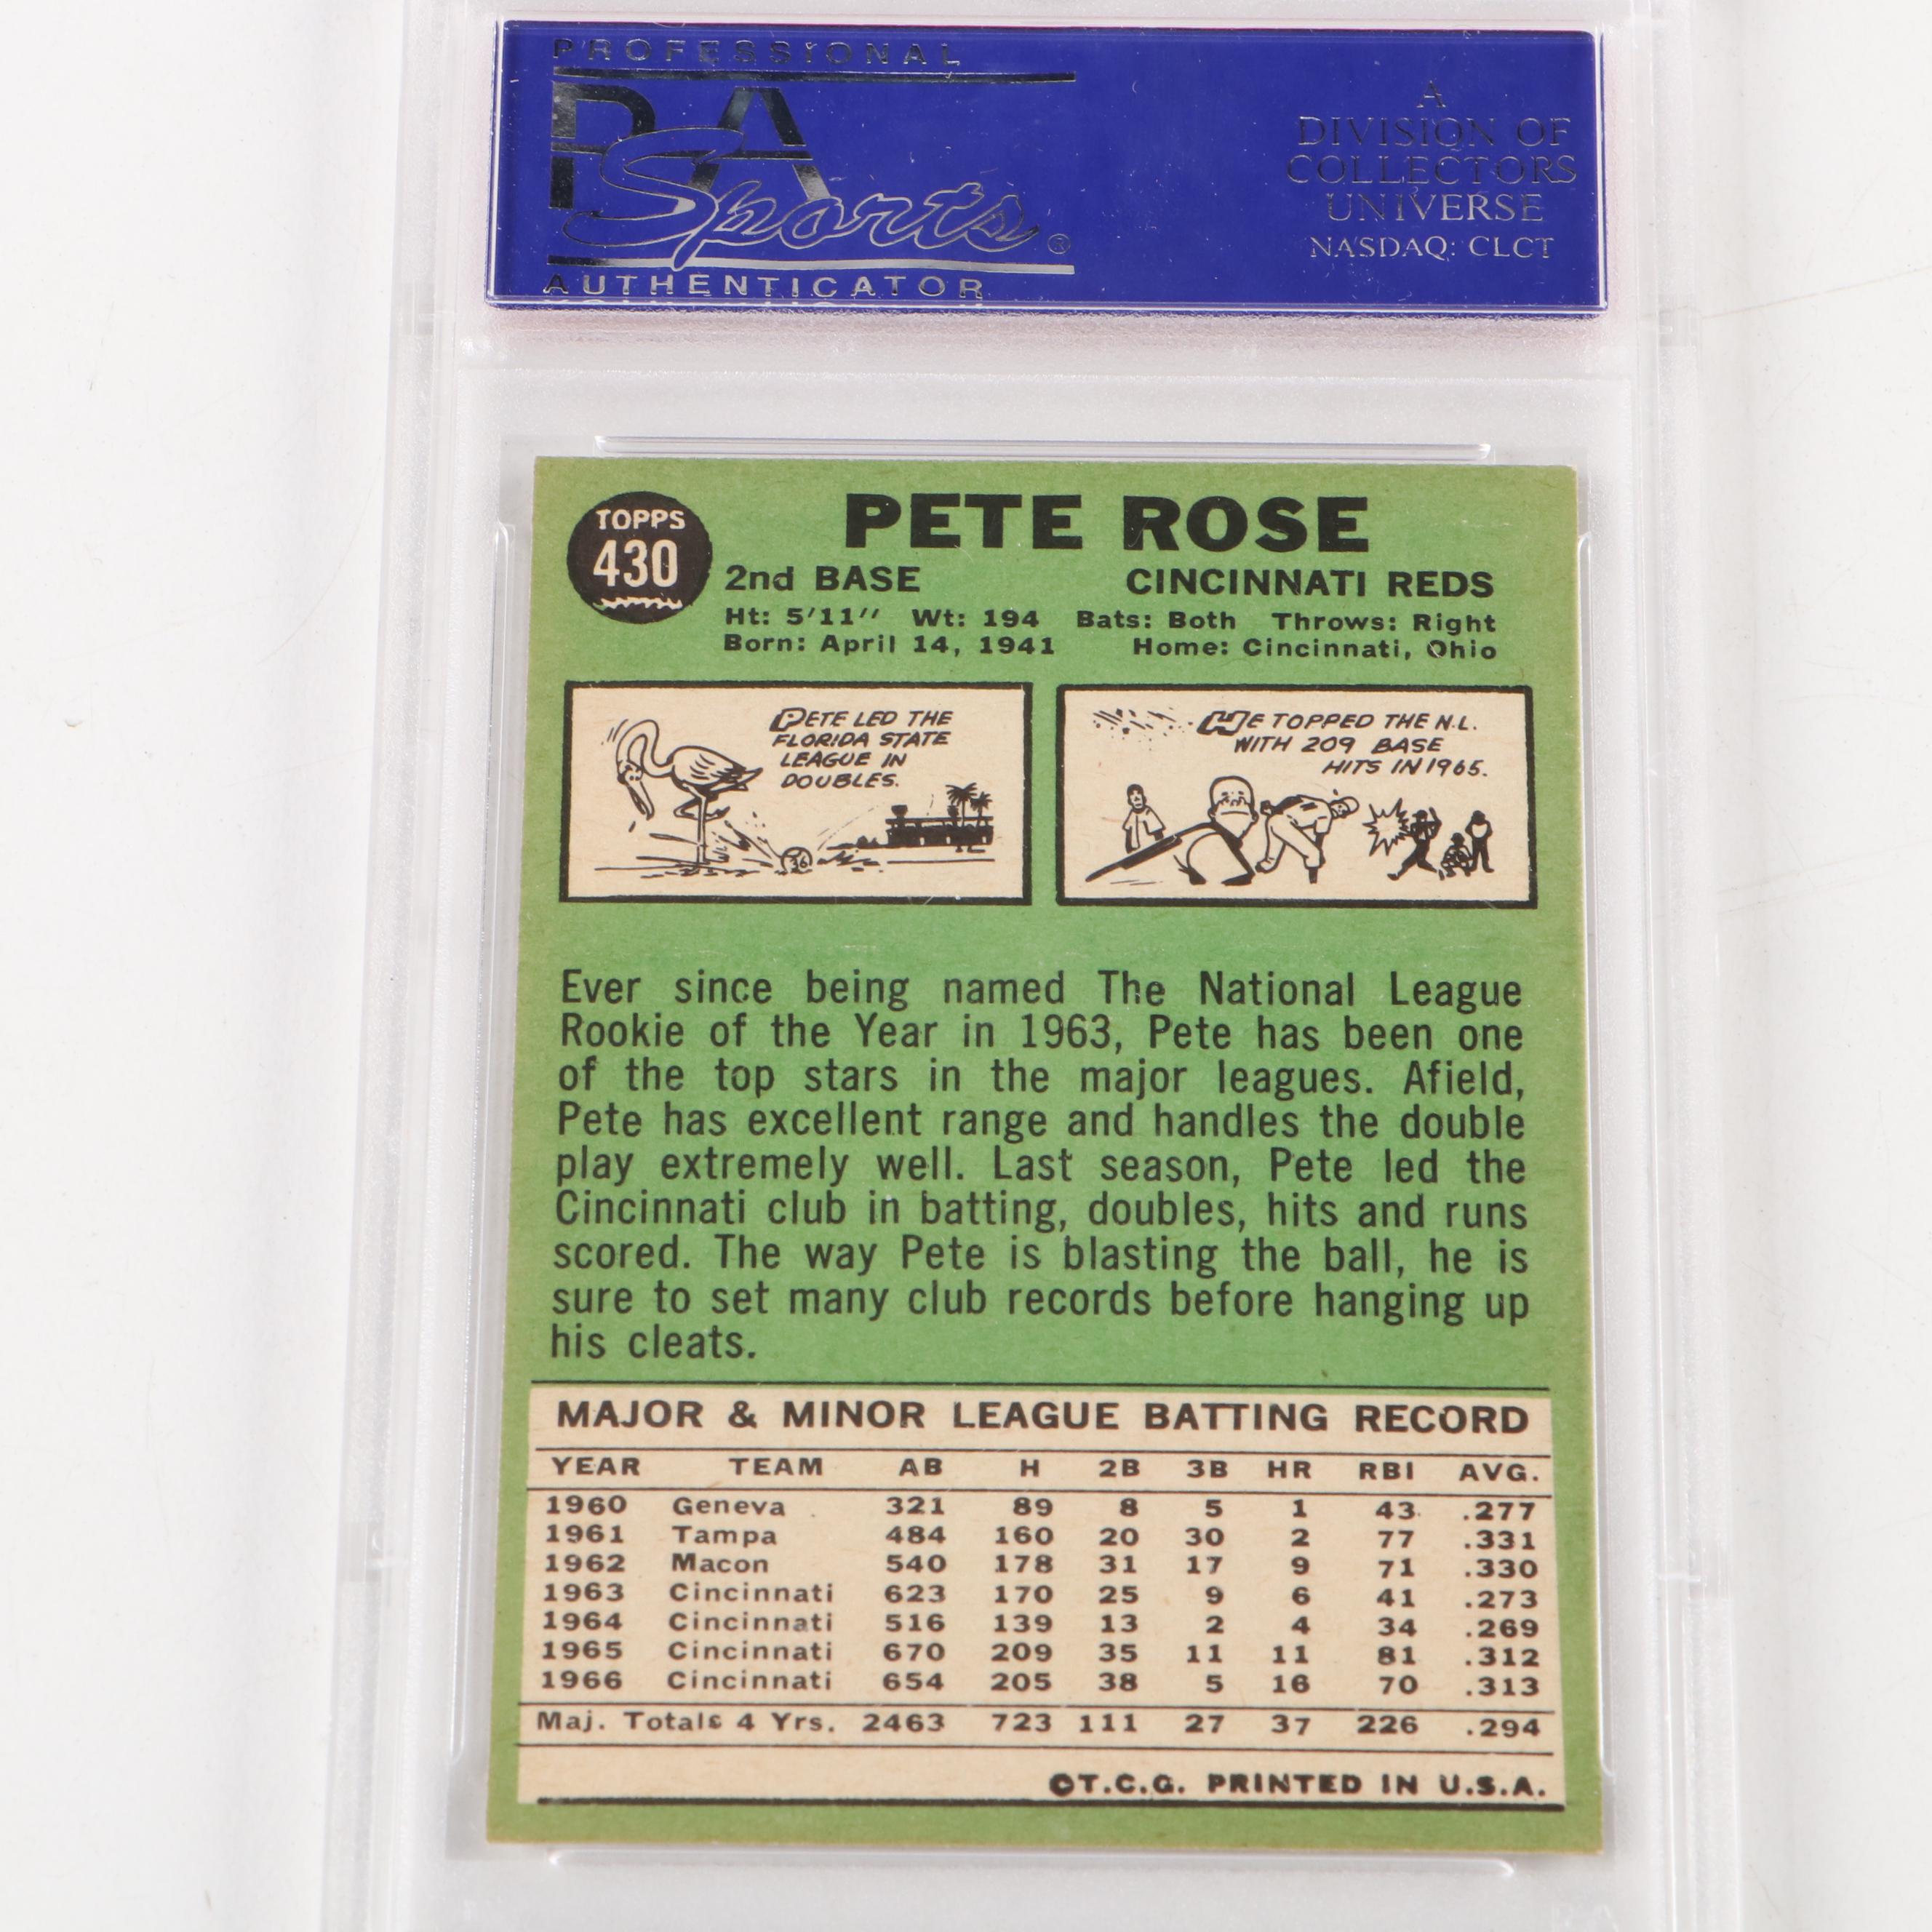 PROFESSIONAL
PSA
Sports®
AUTHENTICATOR
A
DIVISION OF
COLLECTORS
UNIVERSE
NASDAQ: CLCT
TOPPS
430
PETE ROSE
2nd BASE CINCINNATI REDS
Ht: 5'11" Wt: 194 Bats: Both Throws: Right
Born: April 14, 1941 Home: Cincinnati, Ohio
PETE LED THE
FLORIDA STATE
LEAGUE IN
DOUBLES.
36
HE TOPPED THE N.L.
WITH 209 BASE
HITS IN 1965.
Ever since being named The National League
Rookie of the Year in 1963, Pete has been one
of the top stars in the major leagues. Afield,
Pete has excellent range and handles the double
play extremely well. Last season, Pete led the
Cincinnati club in batting, doubles, hits and runs
scored. The way Pete is blasting the ball, he is
sure to set many club records before hanging up
his cleats.
MAJOR & MINOR LEAGUE BATTING RECORD
YEAR TEAM AB H 2B 3B HR RBI AVG.
1960 Geneva 321 89 8 5 1 43 .277
1961 Tampa 484 160 20 30 2 77 .331
1962 Macon 540 178 31 17 9 71 .330
1963 Cincinnati 623 170 25 9 6 41 .273
1964 Cincinnati 516 139 13 2 4 34 .269
1965 Cincinnati 670 209 35 11 11 81 .312
1966 Cincinnati 654 205 38 5 16 70 .313
Maj. Totals 4 Yrs. 2463 723 111 27 37 226 .294
©T.C.G. PRINTED IN U.S.A.